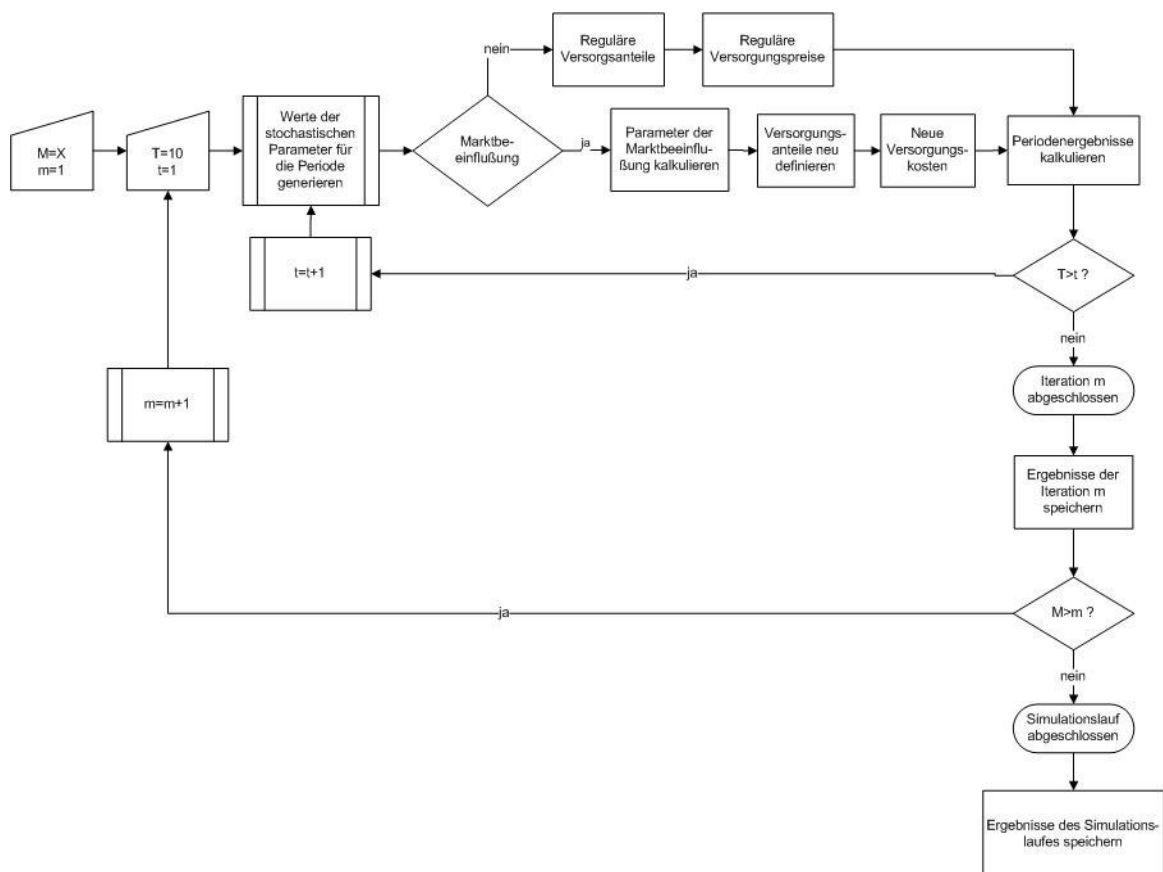 nein
Reguläre
Versorgsanteile
Reguläre
Versorgungspreise
M=X
m=1
T=10
t=1
Werte der
stochastischen
Parameter für
die Periode
generieren
Marktbe-
einflußung
ja
Parameter der
Marktbeeinflu-
ßung kalkulieren
Versorgungs-
anteile neu
definieren
Neue
Versorgungs-
kosten
Periodenergebnisse
kalkulieren
t=t+1
ja
T>t ?
nein
m=m+1
Iteration m
abgeschlossen
Ergebnisse der
Iteration m
speichern
ja
M>m ?
nein
Simulationslauf
abgeschlossen
Ergebnisse des Simulations-
laufes speichern